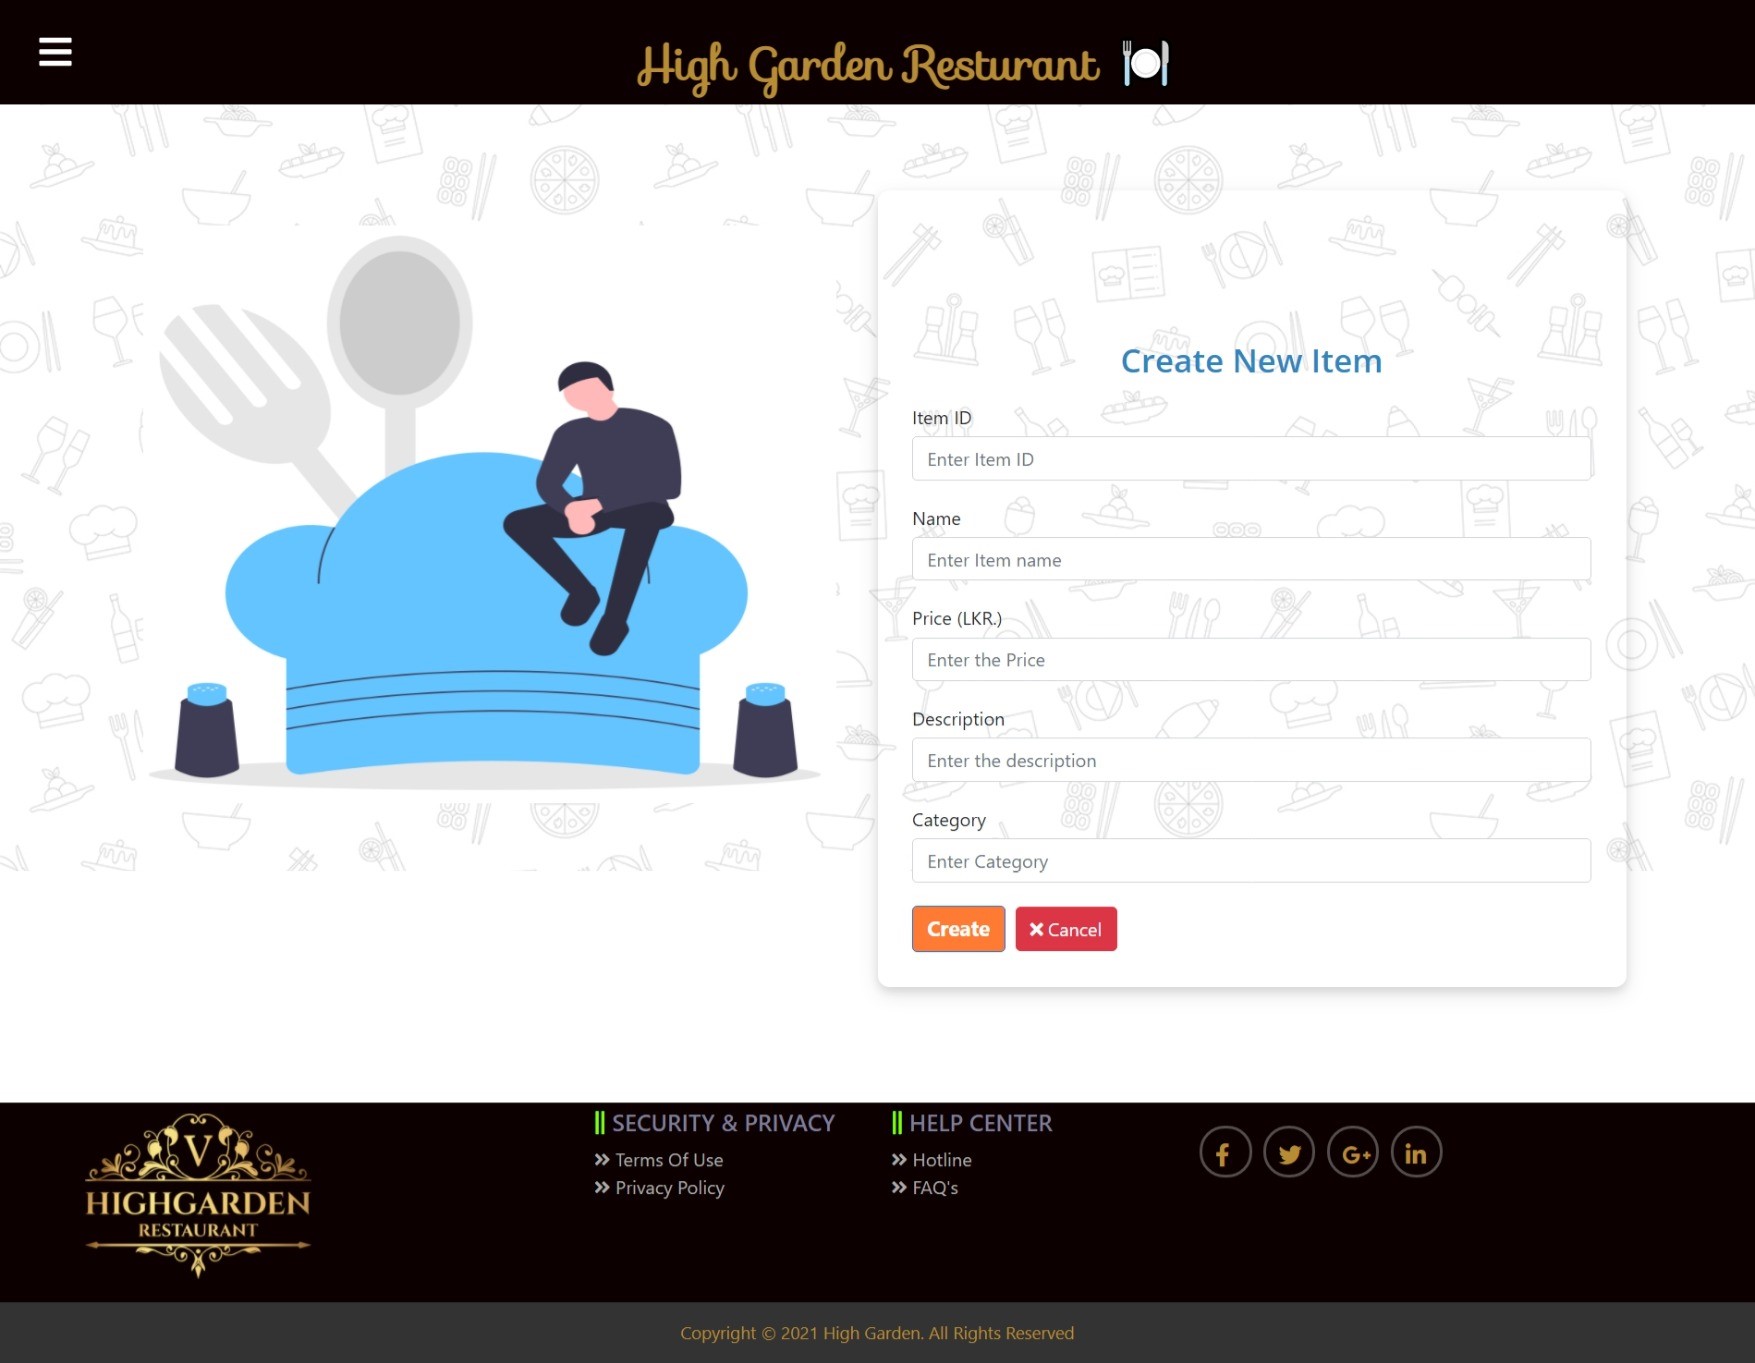 High Garden Resturant
Create New Item
Item ID
Enter Item ID
Name
Enter Item name
Price (LKR.)
Enter the Price
Description
Enter the description
Category
Enter Category
Create
Cancel
V
HIGHGARDEN
RESTAURANT
SECURITY & PRIVACY
Terms Of Use
Privacy Policy
HELP CENTER
Hotline
FAQ's
Copyright © 2021 High Garden. All Rights Reserved